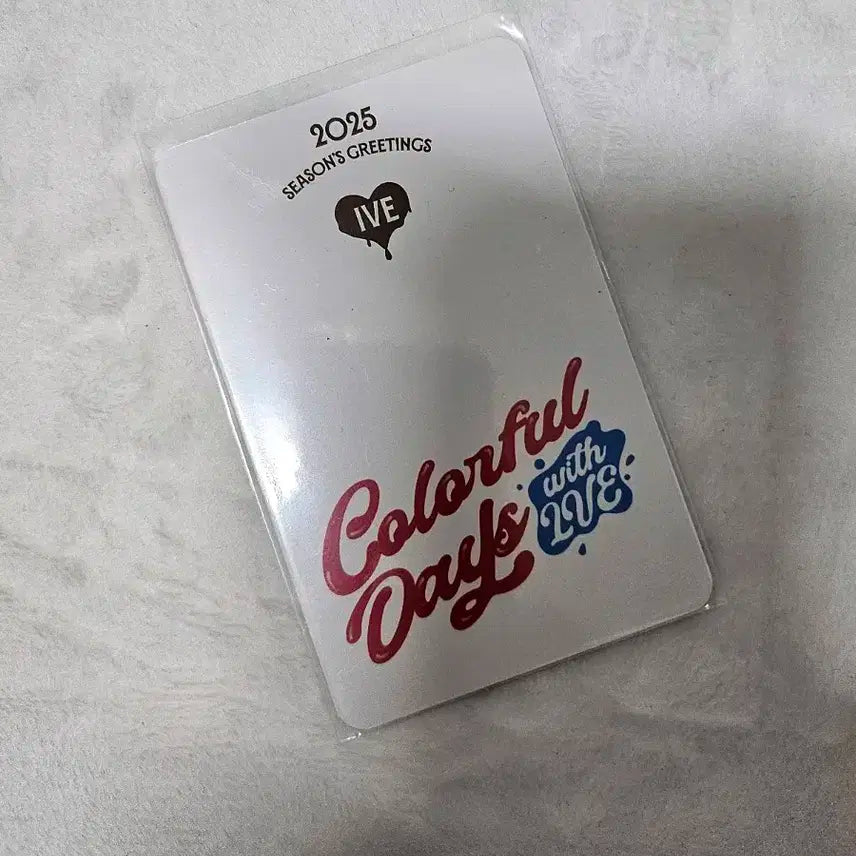 2025
SEASON'S GREETINGS
IVE
Colorful
Days
with
IVE